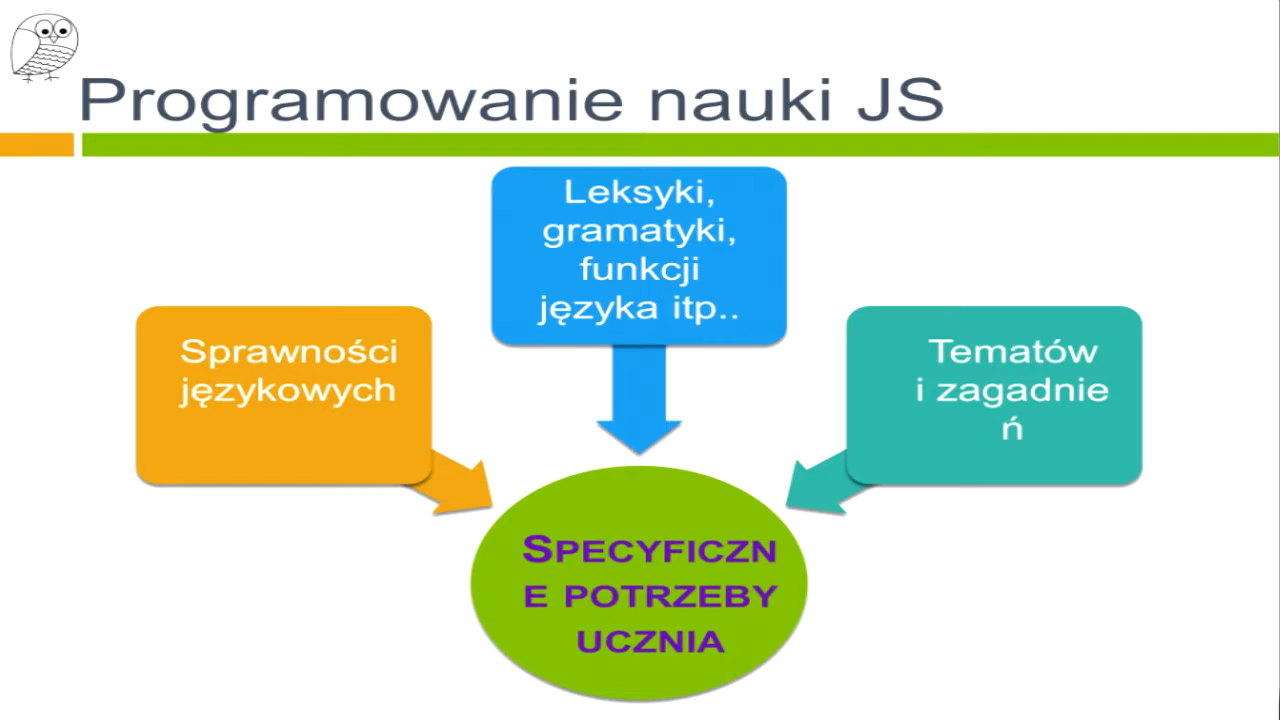 Programowanie nauki JS
Leksyki,
gramatyki,
funkcji
języka itp..
Sprawności
językowych
Tematów
i zagadnie
ń
SPECYFICZN
E POTRZEBY
UCZNIA